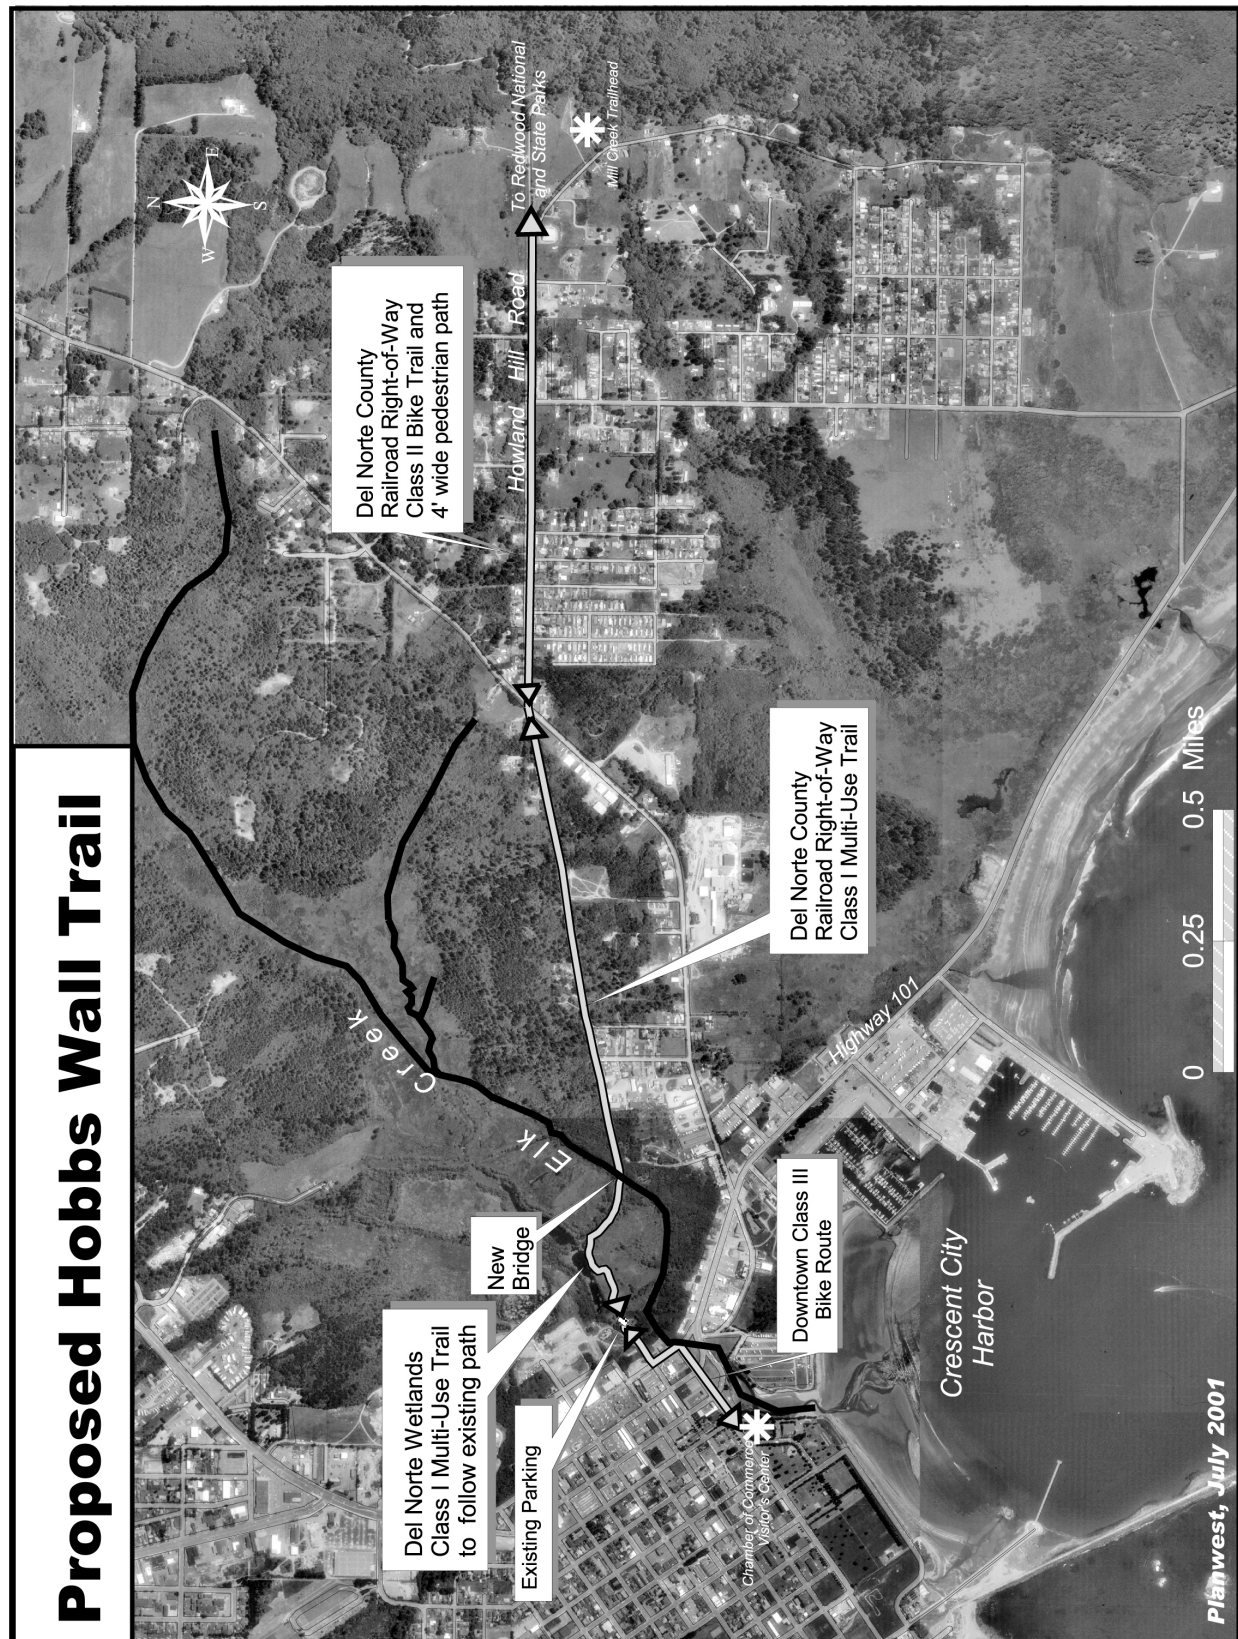 Proposed Hobbs Wall Trail
N
E
S
W
To Redwood National
and State Parks
Mill Creek Trailhead
Del Norte County
Railroad Right-of-Way
Class II Bike Trail and
4' wide pedestrian path
Howland Hill Road
Del Norte County
Railroad Right-of-Way
Class I Multi-Use Trail
Elk Creek
New
Bridge
Del Norte Wetlands
Class I Multi-Use Trail
to follow existing path
Existing Parking
Highway 101
Downtown Class III
Bike Route
Chamber of Commerce
Visitor's Center
Crescent City
Harbor
0 0.25 0.5 Miles
Planwest, July 2001